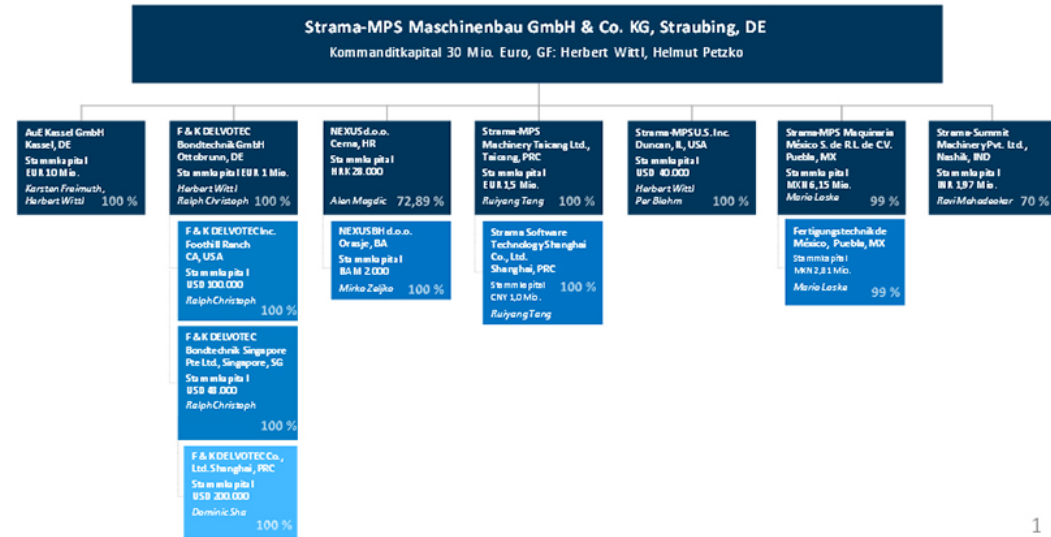 Strama-MPS Maschinenbau GmbH & Co. KG, Straubing, DE
Kommanditkapital 30 Mio. Euro, GF: Herbert Wittl, Helmut Petzko
AuE Kassel GmbH
Kassel, DE
Stammkapital
EUR 10 Mio.
Karsten Freimuth,
Herbert Wittl 100 %
F & K DELVOTEC
Bondtechnik GmbH
Ottobrunn, DE
Stammkapital EUR 1 Mio.
Herbert Wittl
Ralph Christoph 100 %
F & K DELVOTEC Inc.
Foothill Ranch
CA, USA
Stammkapital
USD 100.000
Ralph Christoph
100 %
F & K DELVOTEC
Bondtechnik Singapore
Pte Ltd., Singapore, SG
Stammkapital
USD 48.000
Ralph Christoph
100 %
F & K DELVOTEC Co.,
Ltd. Shanghai, PRC
Stammkapital
USD 200.000
Dominic Sha
100 %
NEXUS d.o.o.
Cerna, HR
Stammkapital
HRK 28.000
Alen Magdic 72,89 %
NEXUS BH d.o.o.
Orasje, BA
Stammkapital
BAM 2.000
Mirko Zeljko 100 %
Strama-MPS
Machinery Taicang Ltd.,
Taicang, PRC
Stammkapital
EUR 1,5 Mio.
Ruiyang Tang 100 %
Strama Software
Technology Shanghai
Co., Ltd.
Shanghai, PRC
Stammkapital 100 %
CNY 1,0 Mio.
Ruiyang Tang
Strama-MPS U.S. Inc.
Duncan, IL, USA
Stammkapital
USD 40.000
Herbert Wittl
Per Blohm 100 %
Strama-MPS Maquinaria
México S. de R.L. de C.V.
Puebla, MX
Stammkapital
MXN 6,15 Mio.
Mario Loske 99 %
Fertigungstechnik de
México, Puebla, MX
Stammkapital
MXN 2,81 Mio.
Mario Loske 99 %
Strama-Summit
Machinery Pvt. Ltd.,
Nashik, IND
Stammkapital
INR 1,97 Mio.
Ravi Mahadeokar 70 %
1